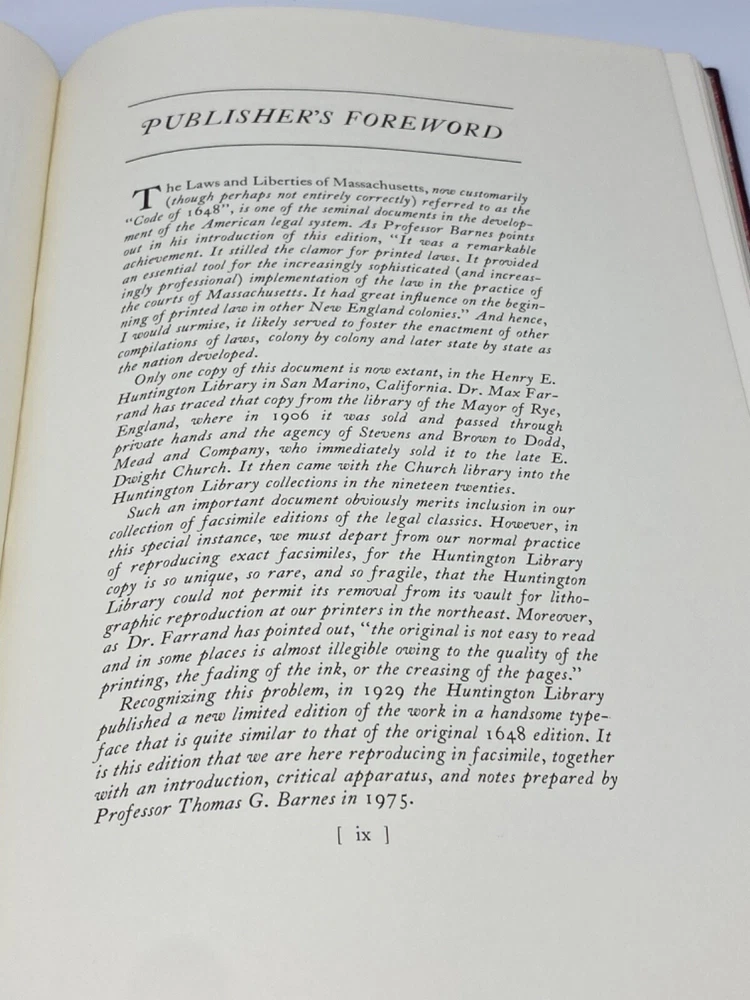 PUBLISHER'S FOREWORD
The Laws and Liberties of Massachusetts, now customarily
(though perhaps not entirely correctly) referred to as the
"Code of 1648", is one of the seminal documents in the develop-
ment of the American legal system. As Professor Barnes points
out in his introduction of this edition, "It was a remarkable
achievement. It stilled the clamor for printed laws. It provided
an essential tool for the increasingly sophisticated (and increas-
ingly professional) implementation of the law in the practice of
the courts of Massachusetts. It had great influence on the begin-
ning of printed law in other New England colonies." And hence,
I would surmise, it likely served to foster the enactment of other
compilations of laws, colony by colony and later state by state as
the nation developed.
Only one copy of this document is now extant, in the Henry E.
Huntington Library in San Marino, California. Dr. Max Far-
rand has traced that copy from the library of the Mayor of Rye,
England, where in 1906 it was sold and passed through
private hands and the agency of Stevens and Brown to Dodd,
Mead and Company, who immediately sold it to the late E.
Dwight Church. It then came with the Church library into the
Huntington Library collections in the nineteen twenties.
Such an important document obviously merits inclusion in our
collection of facsimile editions of the legal classics. However, in
this special instance, we must depart from our normal practice
of reproducing exact facsimiles, for the Huntington Library
copy is so unique, so rare, and so fragile, that the Huntington
Library could not permit its removal from its vault for litho-
graphic reproduction at our printers in the northeast. Moreover,
as Dr. Farrand has pointed out, "the original is not easy to read
and in some places is almost illegible owing to the quality of the
printing, the fading of the ink, or the creasing of the pages."
Recognizing this problem, in 1929 the Huntington Library
published a new limited edition of the work in a handsome type-
face that is quite similar to that of the original 1648 edition. It
is this edition that we are here reproducing in facsimile, together
with an introduction, critical apparatus, and notes prepared by
Professor Thomas G. Barnes in 1975.
[ ix ]